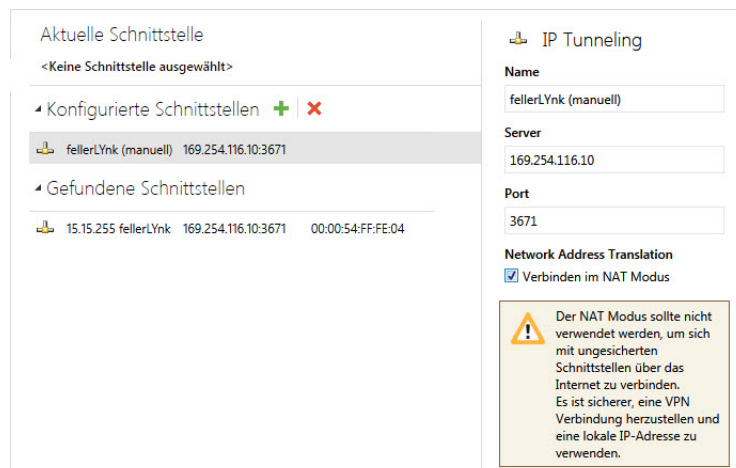 Aktuelle Schnittstelle
<Keine Schnittstelle ausgewählt>
Konfigurierte Schnittstellen
fellerLYnk (manuell) 169.254.116.10:3671
Gefundene Schnittstellen
15.15.255 fellerLYnk 169.254.116.10:3671 00:00:54:FF:FE:04
IP Tunneling
Name
fellerLYnk (manuell)
Server
169.254.116.10
Port
3671
Network Address Translation
Verbinden im NAT Modus
Der NAT Modus sollte nicht
verwendet werden, um sich
mit ungesicherten
Schnittstellen über das
Internet zu verbinden.
Es ist sicherer, eine VPN
Verbindung herzustellen und
eine lokale IP-Adresse zu
verwenden.